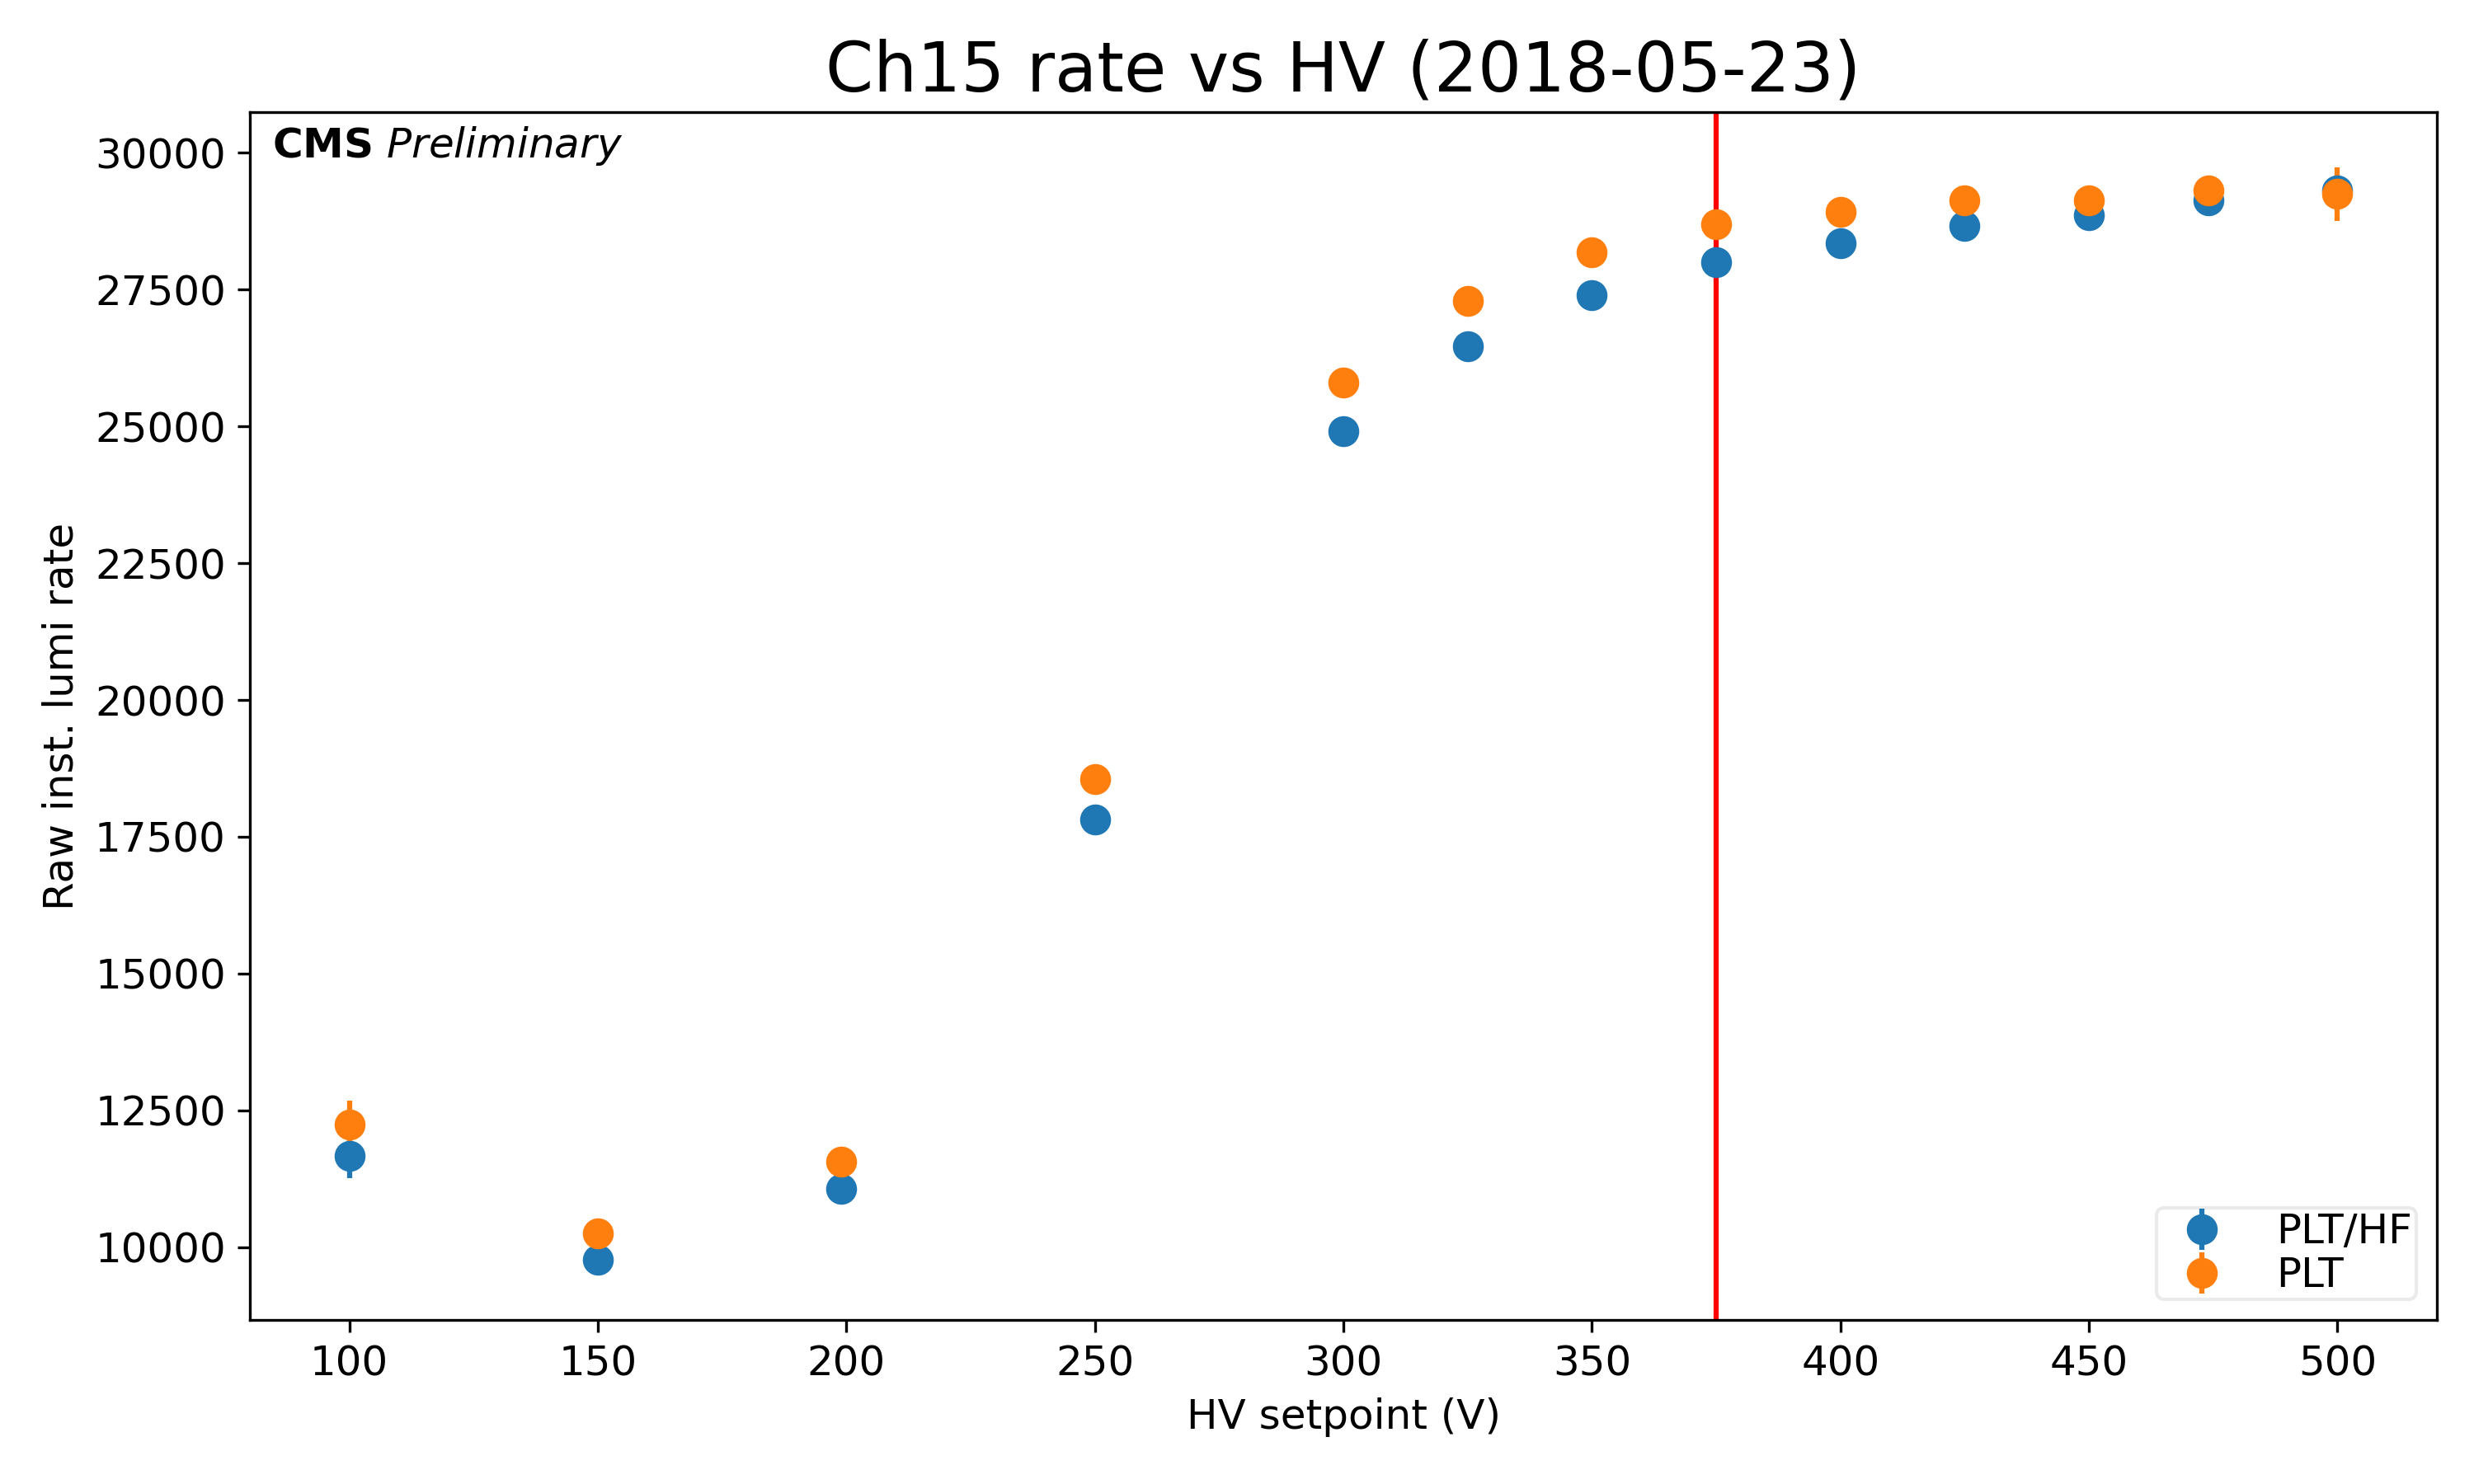 Ch15 rate vs HV (2018-05-23)
CMS Preliminary
30000
27500
25000
22500
20000
17500
15000
12500
10000
Raw inst. lumi rate
PLT/HF
PLT
100 150 200 250 300 350 400 450 500
HV setpoint (V)